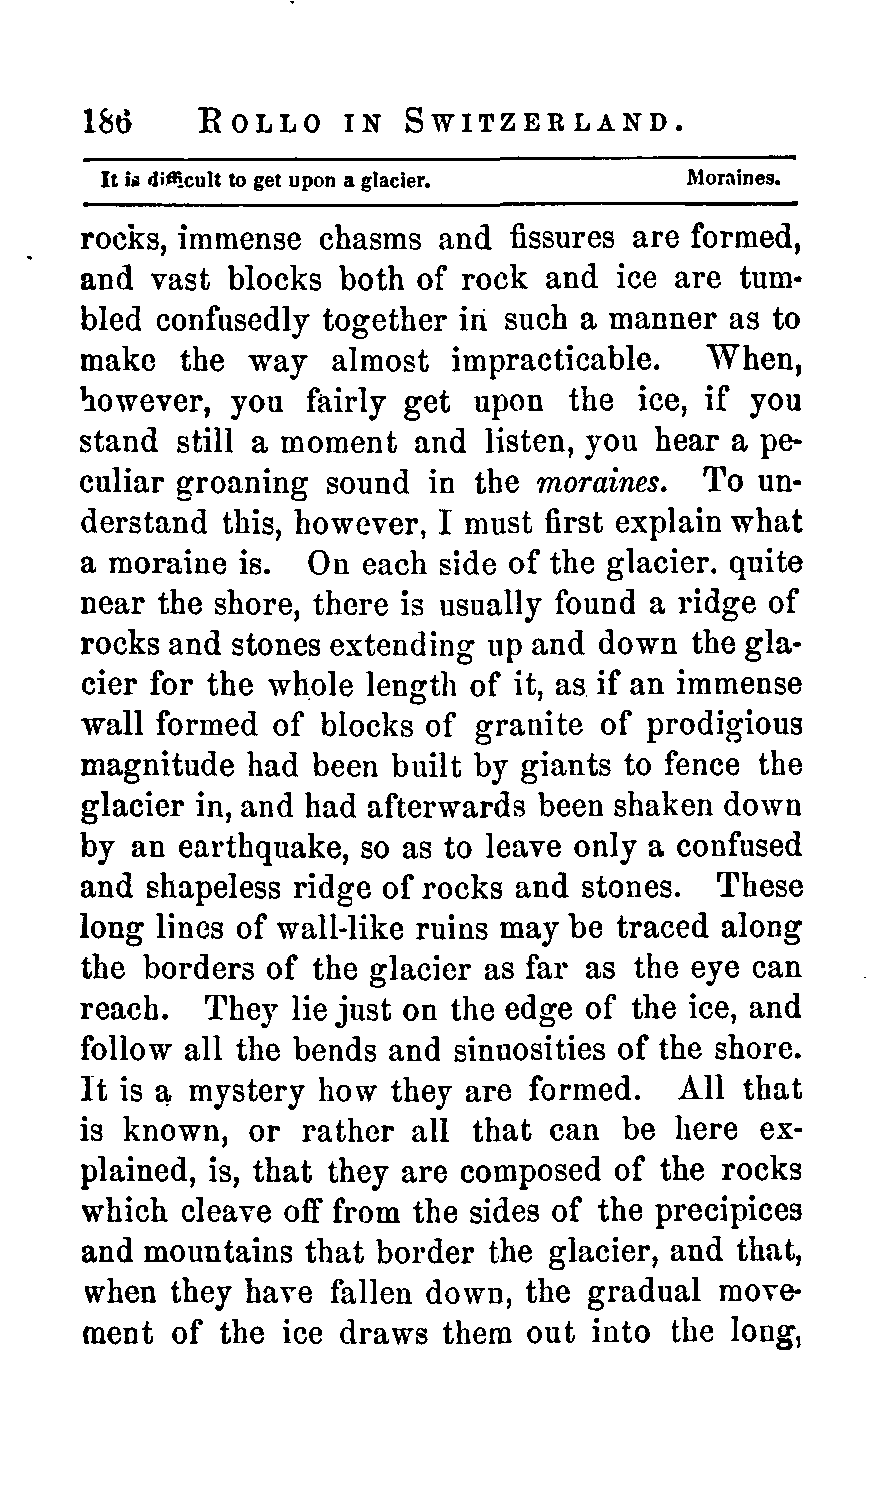 186 ROLLO IN SWITZERLAND.
It is difficult to get upon a glacier. Moraines.
rocks, immense chasms and fissures are formed,
and vast blocks both of rock and ice are tum-
bled confusedly together in such a manner as to
make the way almost impracticable. When,
however, you fairly get upon the ice, if you
stand still a moment and listen, you hear a pe-
culiar groaning sound in the moraines. To un-
derstand this, however, I must first explain what
a moraine is. On each side of the glacier. quite
near the shore, there is usually found a ridge of
rocks and stones extending up and down the gla-
cier for the whole length of it, as if an immense
wall formed of blocks of granite of prodigious
magnitude had been built by giants to fence the
glacier in, and had afterwards been shaken down
by an earthquake, so as to leave only a confused
and shapeless ridge of rocks and stones. These
long lines of wall-like ruins may be traced along
the borders of the glacier as far as the eye can
reach. They lie just on the edge of the ice, and
follow all the bends and sinuosities of the shore.
It is a mystery how they are formed. All that
is known, or rather all that can be here ex-
plained, is, that they are composed of the rocks
which cleave off from the sides of the precipices
and mountains that border the glacier, and that,
when they have fallen down, the gradual move-
ment of the ice draws them out into the long,